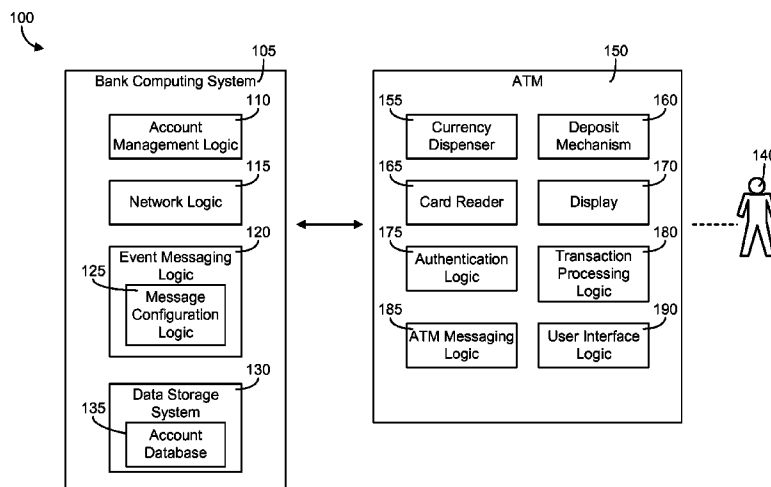 100
105
Bank Computing System
110
Account
Management Logic
115
Network Logic
120
Event Messaging
Logic
125
Message
Configuration
Logic
130
Data Storage
System
135
Account
Database
150
ATM
155
Currency
Dispenser
160
Deposit
Mechanism
165
Card Reader
170
Display
175
Authentication
Logic
180
Transaction
Processing
Logic
185
ATM Messaging
Logic
190
User Interface
Logic
140